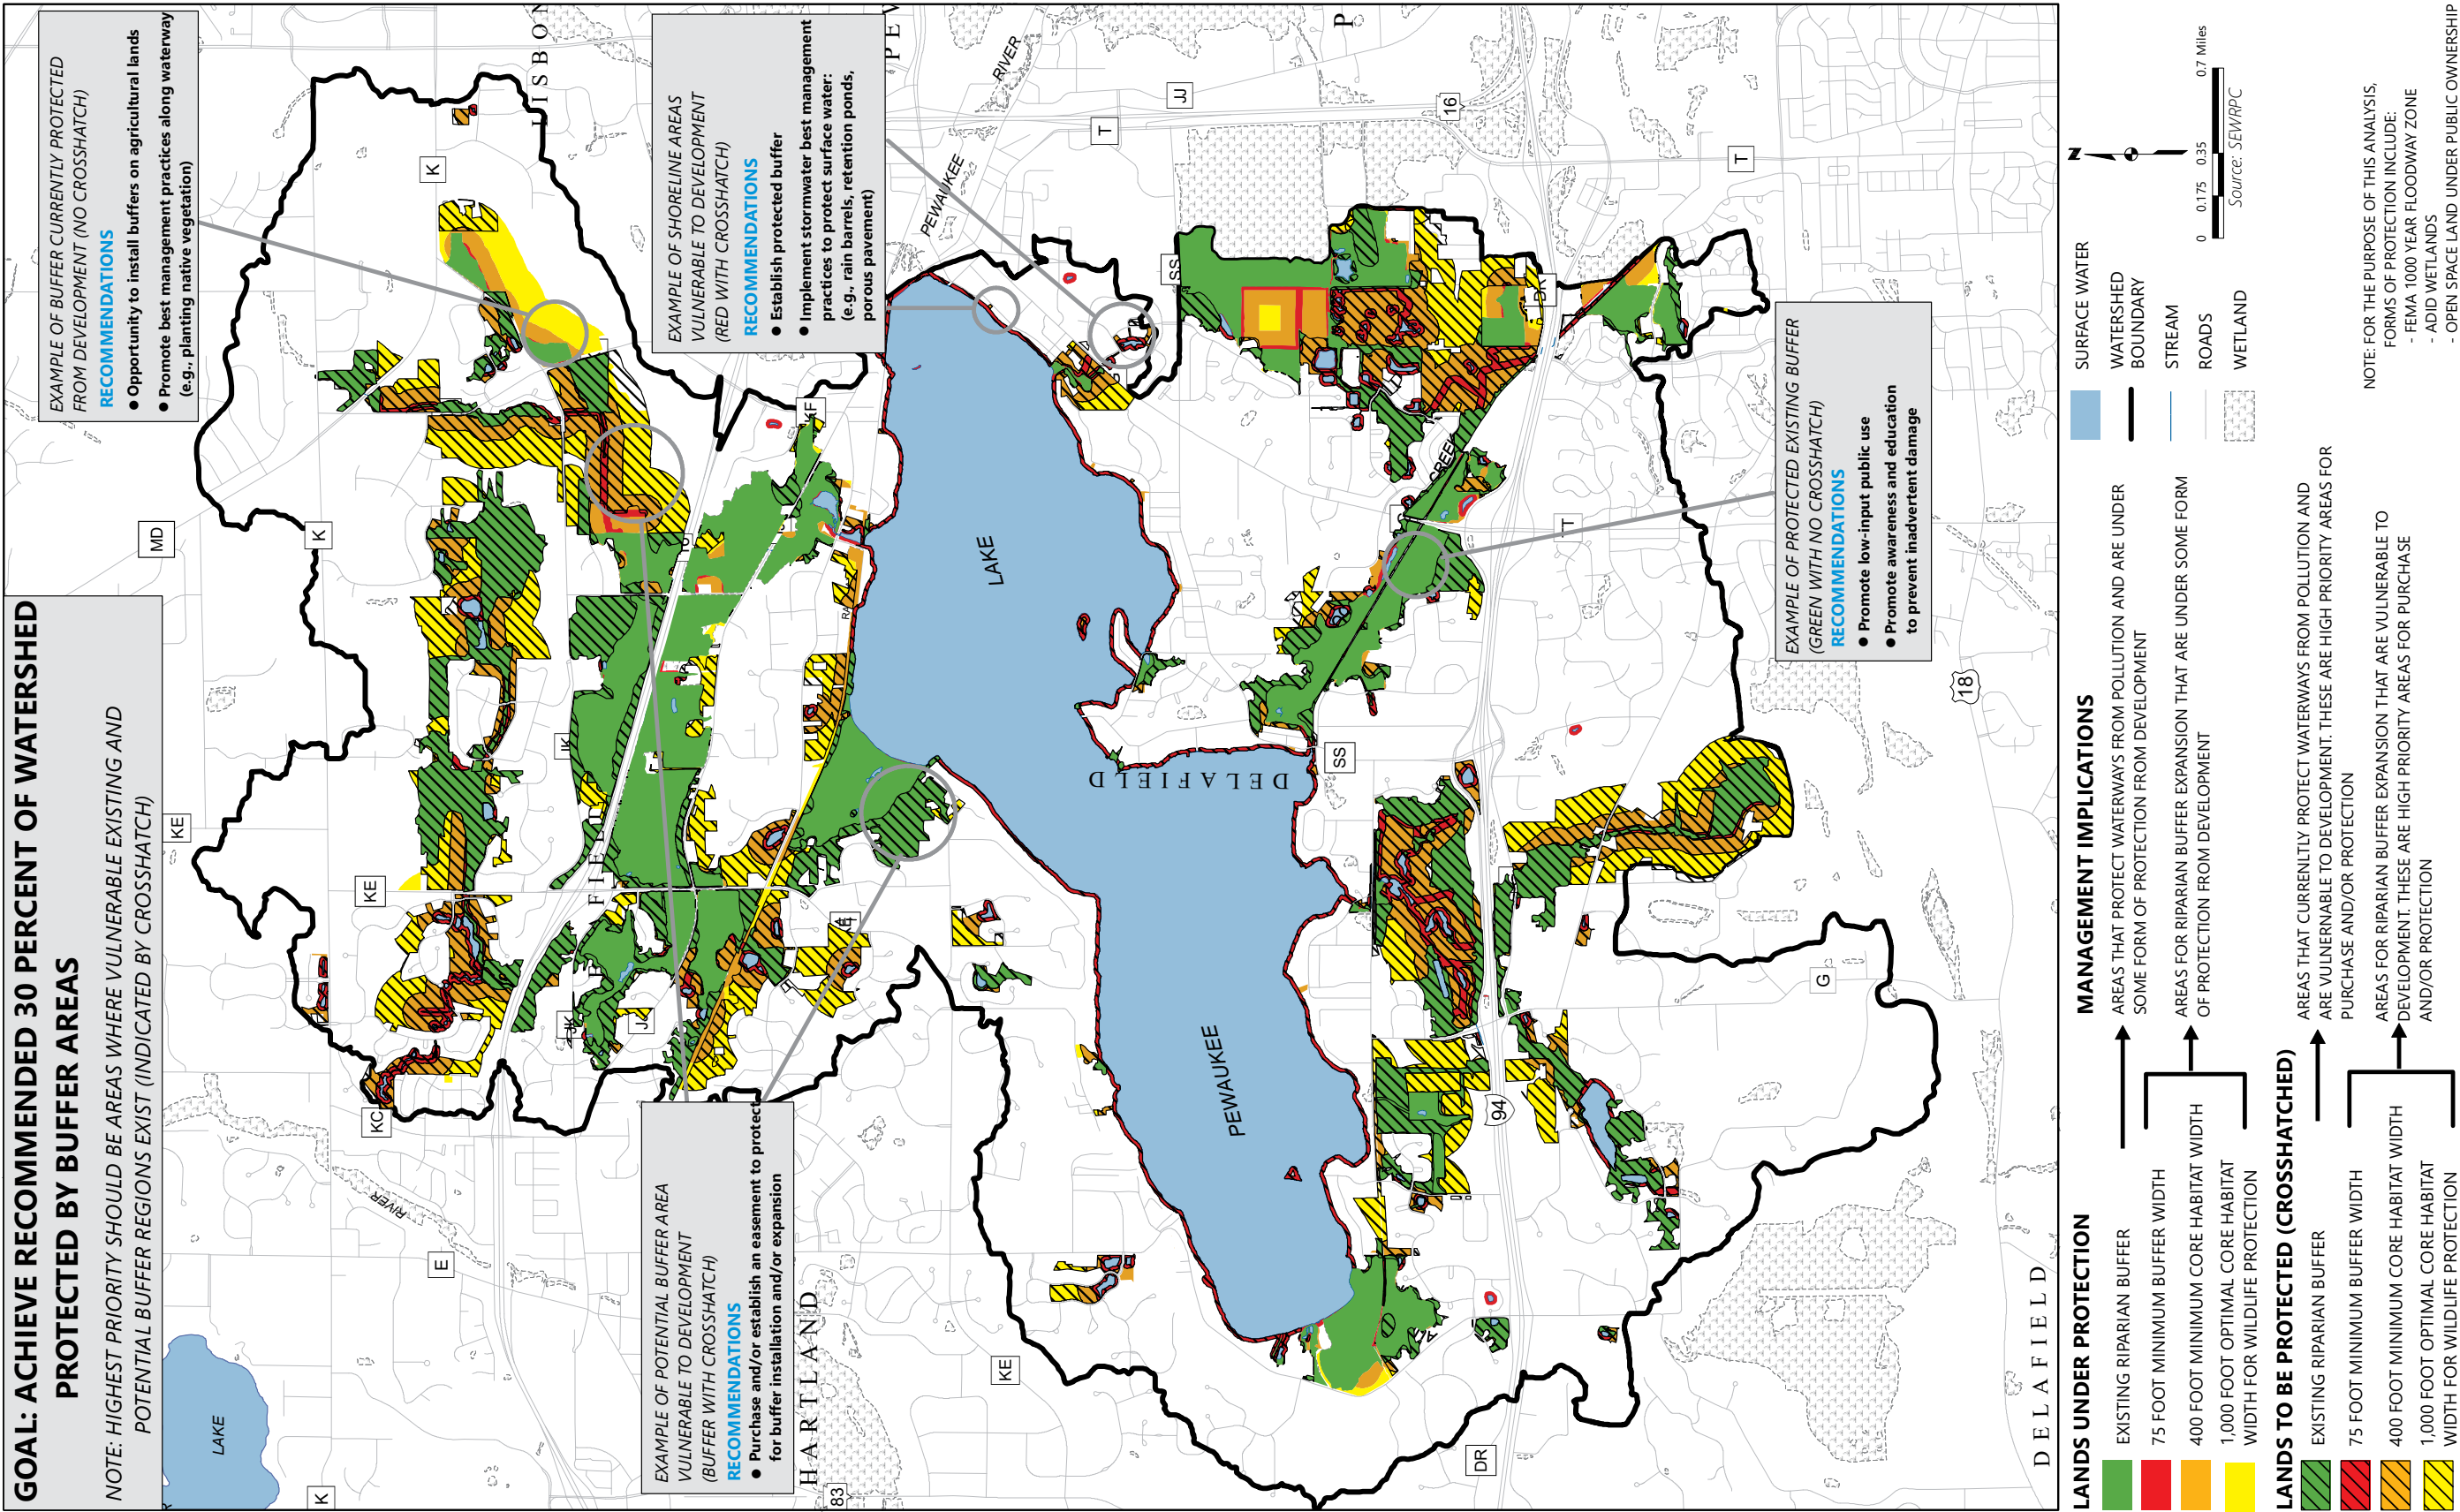 GOAL: ACHIEVE RECOMMENDED 30 PERCENT OF WATERSHED
PROTECTED BY BUFFER AREAS
NOTE: HIGHEST PRIORITY SHOULD BE AREAS WHERE VULNERABLE EXISTING AND
POTENTIAL BUFFER REGIONS EXIST (INDICATED BY CROSSHATCH)
EXAMPLE OF BUFFER CURRENTLY PROTECTED
FROM DEVELOPMENT (NO CROSSHATCH)
RECOMMENDATIONS
● Opportunity to install buffers on agricultural lands
● Promote best management practices along waterway
(e.g., planting native vegetation)
EXAMPLE OF SHORELINE AREAS
VULNERABLE TO DEVELOPMENT
(RED WITH CROSSHATCH)
RECOMMENDATIONS
● Establish protected buffer
● Implement stormwater best management
practices to protect surface water:
(e.g., rain barrels, retention ponds,
porous pavement)
EXAMPLE OF POTENTIAL BUFFER AREA
VULNERABLE TO DEVELOPMENT
(BUFFER WITH CROSSHATCH)
RECOMMENDATIONS
● Purchase and/or establish an easement to protect
for buffer installation and/or expansion
EXAMPLE OF PROTECTED EXISTING BUFFER
(GREEN WITH NO CROSSHATCH)
RECOMMENDATIONS
● Promote low-input public use
● Promote awareness and education
to prevent inadvertent damage
LAKE
K
KE
MD
K
K
KE
KC
E
RIVER
JK
JK
KF
LISBON
PEW
RIVER
PEWAUKEE
T
JJ
P
16
T
SS
DR
CREEK
TT
LAKE
DELAFIELD
SS
PEWAUKEE
94
G
18
HARTLAND
83
KE
DR
DELAFIELD
LANDS UNDER PROTECTION
EXISTING RIPARIAN BUFFER
75 FOOT MINIMUM BUFFER WIDTH
400 FOOT MINIMUM CORE HABITAT WIDTH
1,000 FOOT OPTIMAL CORE HABITAT
WIDTH FOR WILDLIFE PROTECTION
LANDS TO BE PROTECTED (CROSSHATCHED)
EXISTING RIPARIAN BUFFER
75 FOOT MINIMUM BUFFER WIDTH
400 FOOT MINIMUM CORE HABITAT WIDTH
1,000 FOOT OPTIMAL CORE HABITAT
WIDTH FOR WILDLIFE PROTECTION
MANAGEMENT IMPLICATIONS
AREAS THAT PROTECT WATERWAYS FROM POLLUTION AND ARE UNDER
SOME FORM OF PROTECTION FROM DEVELOPMENT
AREAS FOR RIPARIAN BUFFER EXPANSION THAT ARE UNDER SOME FORM
OF PROTECTION FROM DEVELOPMENT
AREAS THAT CURRENLTLY PROTECT WATERWAYS FROM POLLUTION AND
ARE VULNERNABLE TO DEVELOPMENT. THESE ARE HIGH PRIORITY AREAS FOR
PURCHASE AND/OR PROTECTION
AREAS FOR RIPARIAN BUFFER EXPANSION THAT ARE VULNERABLE TO
DEVELOPMENT. THESE ARE HIGH PRIORITY AREAS FOR PURCHASE
AND/OR PROTECTION
SURFACE WATER
WATERSHED
BOUNDARY
STREAM
ROADS
WETLAND
N
0 0.175 0.35 0.7 Miles
Source: SEWRPC
NOTE: FOR THE PURPOSE OF THIS ANALYSIS,
FORMS OF PROTECTION INCLUDE:
- FEMA 1000 YEAR FLOODWAY ZONE
- ADID WETLANDS
- OPEN SPACE LAND UNDER PUBLIC OWNERSHIP